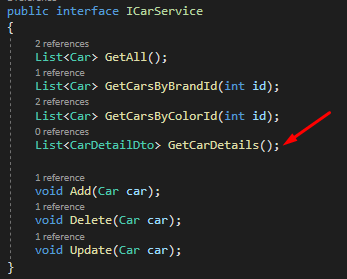 public interface ICarService
{
2 references
List<Car> GetAll();
1 reference
List<Car> GetCarsByBrandId(int id);
2 references
List<Car> GetCarsByColorId(int id);
0 references
List<CarDetailDto> GetCarDetails();
1 reference
void Add(Car car);
1 reference
void Delete(Car car);
1 reference
void Update(Car car);
}